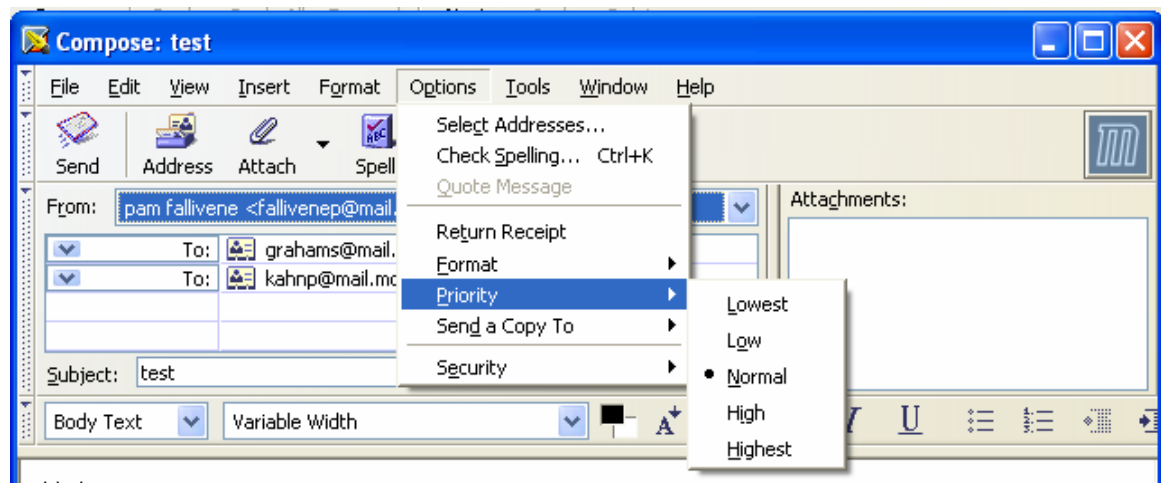 Compose: test
File Edit View Insert Format Options Tools Window Help
Send Address Attach Spell
Select Addresses...
Check Spelling... Ctrl+K
Quote Message
Return Receipt
Format
Priority
Send a Copy To
Security
Lowest
Low
Normal
High
Highest
From: pam fallivene <fallivenep@mail.
Attachments:
To: grahams@mail.
To: kahnp@mail.mc
Subject: test
Body Text Variable Width A U